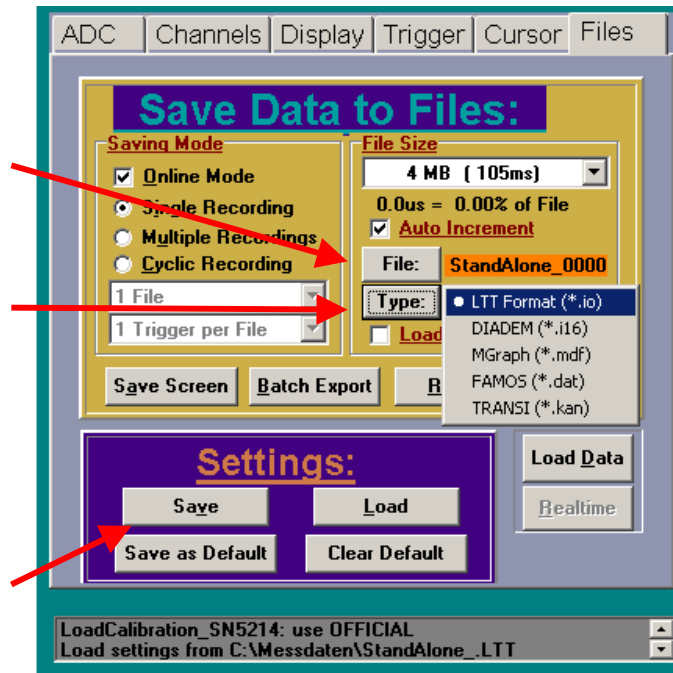 ADC Channels Display Trigger Cursor Files
Save Data to Files:
Saving Mode
Online Mode
Single Recording
Multiple Recordings
Cyclic Recording
1 File
1 Trigger per File
File Size
4 MB ( 105ms)
0.0us = 0.00% of File
Auto Increment
File: StandAlone_0000
Type:
LTT Format (*.io)
DIADEM (*.i16)
MGraph (*.mdf)
FAMOS (*.dat)
TRANSI (*.kan)
Load
Save Screen Batch Export R
Settings:
Save Load
Save as Default Clear Default
Load Data
Realtime
LoadCalibration_SN5214: use OFFICIAL
Load settings from C:\Messdaten\StandAlone_.LTT